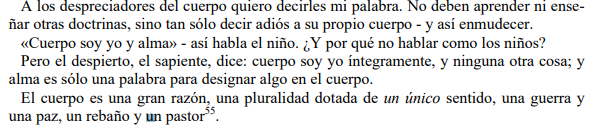 A los despreciadores del cuerpo quiero decirles mi palabra. No deben aprender ni ense-
ñar otras doctrinas, sino tan sólo decir adiós a su propio cuerpo - y así enmudecer.
«Cuerpo soy yo y alma» - así habla el niño. ¿Y por qué no hablar como los niños?
Pero el despierto, el sapiente, dice: cuerpo soy yo íntegramente, y ninguna otra cosa; y
alma es sólo una palabra para designar algo en el cuerpo.
El cuerpo es una gran razón, una pluralidad dotada de un único sentido, una guerra y
una paz, un rebaño y un pastor55.